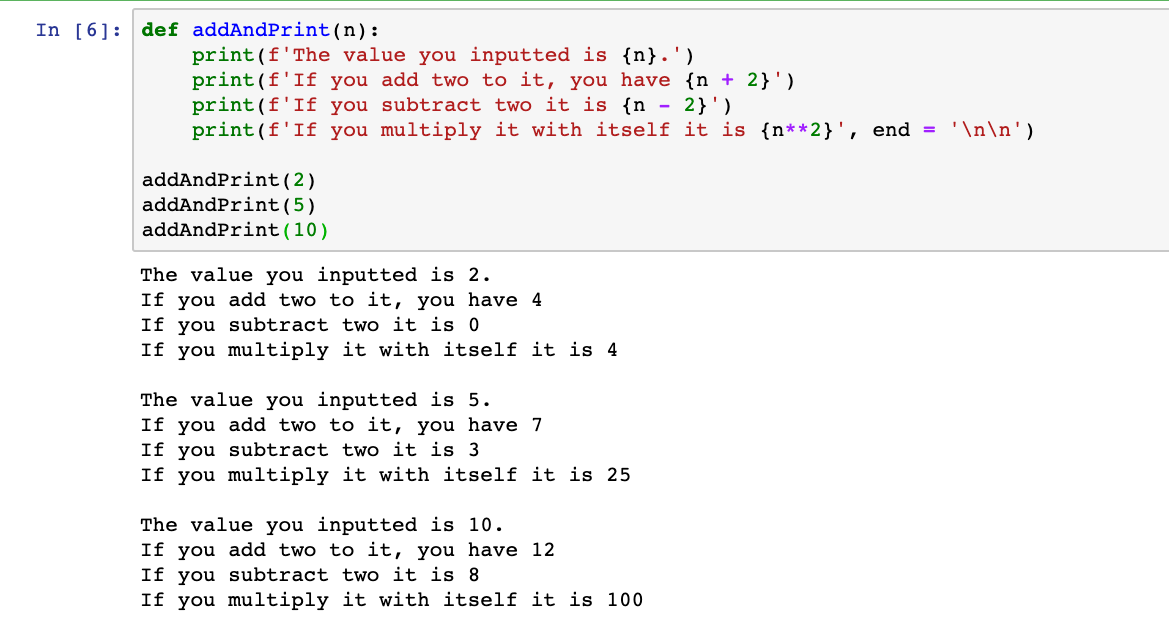 In [6]: def addAndPrint(n):
    print(f'The value you inputted is {n}.')
    print(f'If you add two to it, you have {n + 2}')
    print(f'If you subtract two it is {n - 2}')
    print(f'If you multiply it with itself it is {n**2}', end = '\n\n')

addAndPrint(2)
addAndPrint(5)
addAndPrint(10)
The value you inputted is 2.
If you add two to it, you have 4
If you subtract two it is 0
If you multiply it with itself it is 4

The value you inputted is 5.
If you add two to it, you have 7
If you subtract two it is 3
If you multiply it with itself it is 25

The value you inputted is 10.
If you add two to it, you have 12
If you subtract two it is 8
If you multiply it with itself it is 100